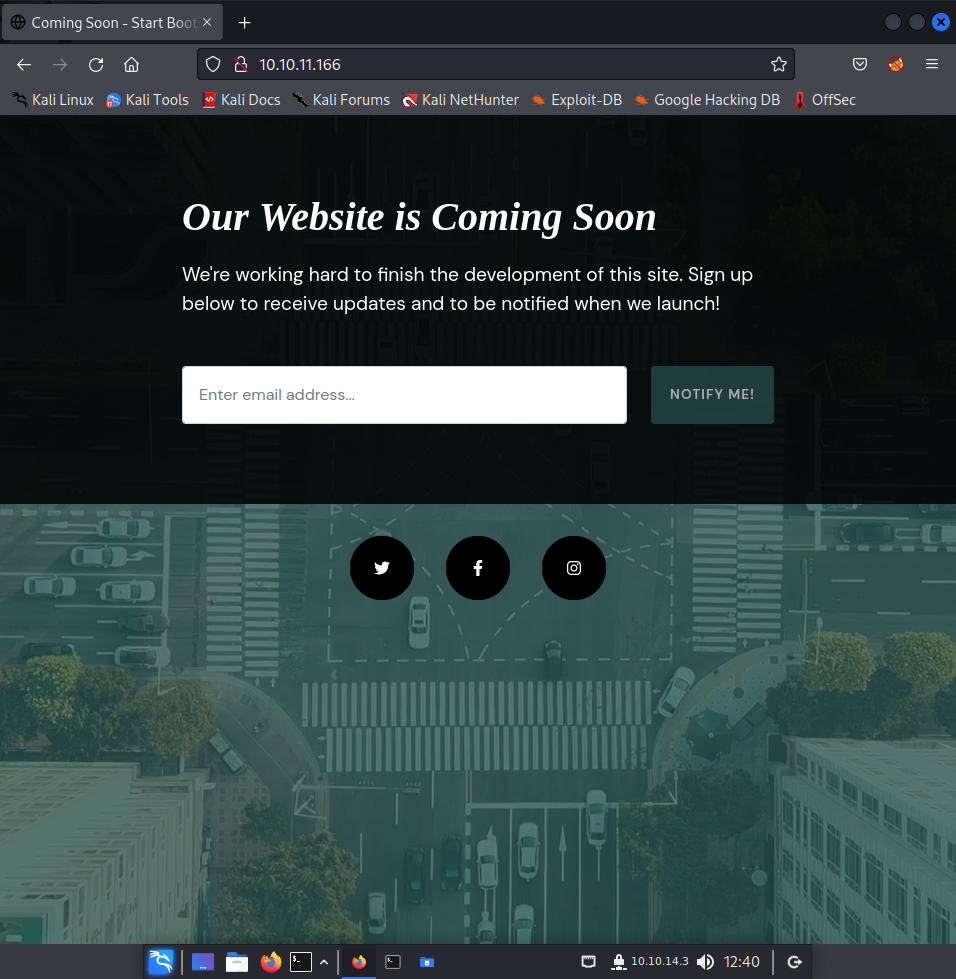 Coming Soon - Start Boot
10.10.11.166
Kali Linux Kali Tools Kali Docs Kali Forums Kali NetHunter Exploit-DB Google Hacking DB OffSec
Our Website is Coming Soon
We're working hard to finish the development of this site. Sign up
below to receive updates and to be notified when we launch!
Enter email address... NOTIFY ME!
10.10.14.3 12:40